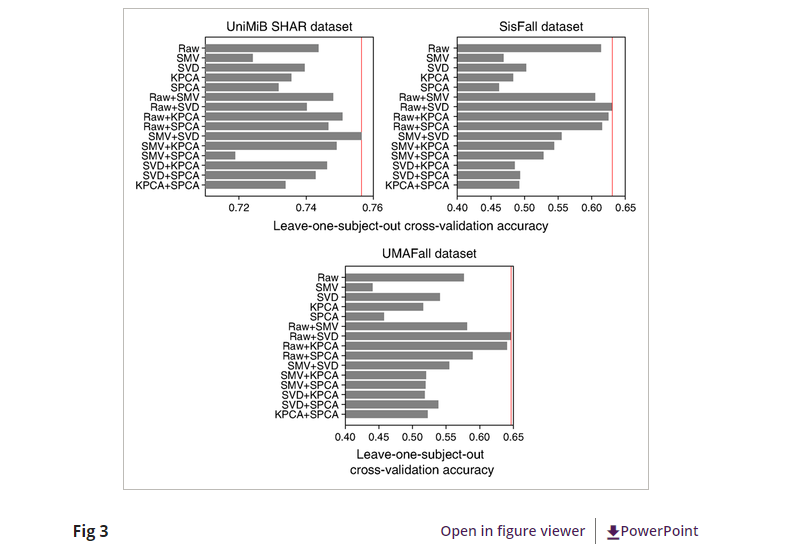 UniMiB SHAR dataset
Raw
SMV
SVD
KPCA
SPCA
Raw+SMV
Raw+SVD
Raw+KPCA
Raw+SPCA
SMV+SVD
SMV+KPCA
SMV+SPCA
SVD+KPCA
SVD+SPCA
KPCA+SPCA
0.72 0.74 0.76
SisFall dataset
Raw
SMV
SVD
KPCA
SPCA
Raw+SMV
Raw+SVD
Raw+KPCA
Raw+SPCA
SMV+SVD
SMV+KPCA
SMV+SPCA
SVD+KPCA
SVD+SPCA
KPCA+SPCA
0.40 0.45 0.50 0.55 0.60 0.65
Leave-one-subject-out cross-validation accuracy
UMAFall dataset
Raw
SMV
SVD
KPCA
SPCA
Raw+SMV
Raw+SVD
Raw+KPCA
Raw+SPCA
SMV+SVD
SMV+KPCA
SMV+SPCA
SVD+KPCA
SVD+SPCA
KPCA+SPCA
0.40 0.45 0.50 0.55 0.60 0.65
Leave-one-subject-out
cross-validation accuracy
Fig 3
Open in figure viewer
PowerPoint